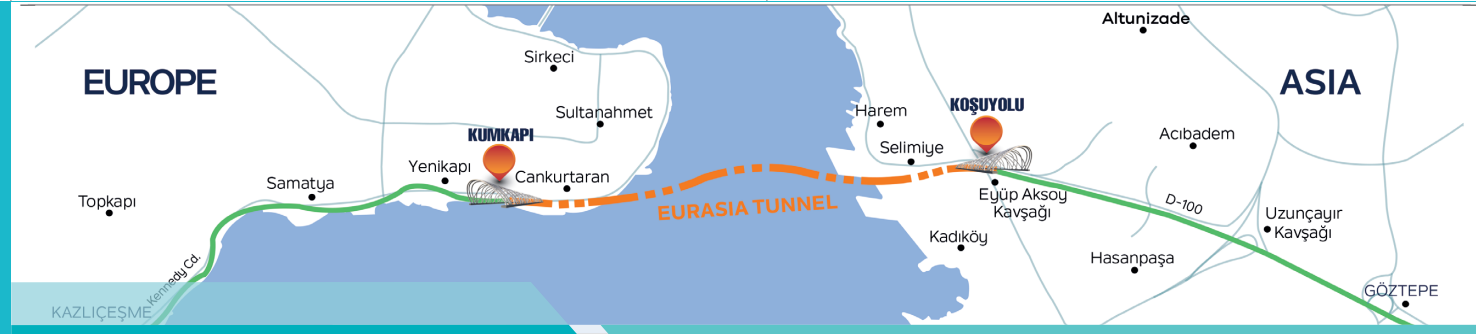 Altunizade
Sirkeci
EUROPE
ASIA
Sultanahmet
Harem
KOŞUYOLU
KUMKAPI
Acıbadem
Selimiye
Yenikapı
Cankurtaran
Samatya
Topkapı
Eyüp Aksoy
Kavşağı
D-100
EURASIA TUNNEL
Uzunçayır
Kavşağı
Kadıköy
Hasanpaşa
Kennedy Cd.
GÖZTEPE
KAZLIÇEŞME